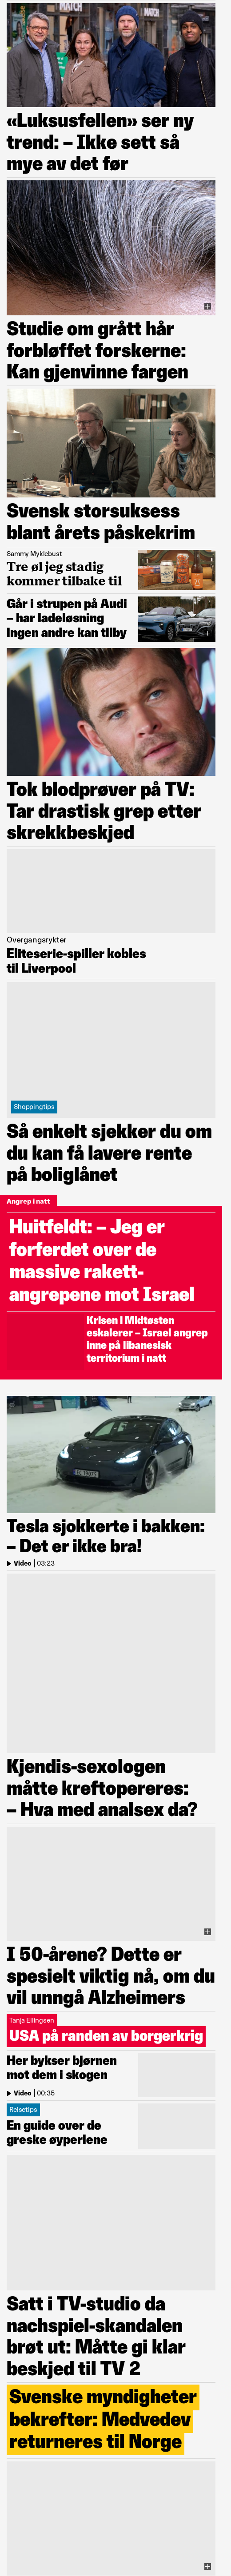 MATCH
MATCH
«Luksusfellen» ser ny
trend: – Ikke sett så
mye av det før
Studie om grått hår
forbløffet forskerne:
Kan gjenvinne fargen
Svensk storsuksess
blant årets påskekrim
Sammy Myklebust
Tre øl jeg stadig
kommer tilbake til
Går i strupen på Audi
– har ladeløsning
ingen andre kan tilby
Tok blodprøver på TV:
Tar drastisk grep etter
skrekkbeskjed
Overgangsrykter
Eliteserie-spiller kobles
til Liverpool
Shoppingtips
Så enkelt sjekker du om
du kan få lavere rente
på boliglånet
Angrep i natt
Huitfeldt: – Jeg er
forferdet over de
massive rakett-
angrepene mot Israel
Krisen i Midtøsten
eskalerer – Israel angrep
inne på libanesisk
territorium i natt
Tesla sjokkerte i bakken:
– Det er ikke bra!
Video | 03:23
Kjendis-sexologen
måtte kreftopereres:
– Hva med analsex da?
I 50-årene? Dette er
spesielt viktig nå, om du
vil unngå Alzheimers
Tanja Ellingsen
USA på randen av borgerkrig
Her bykser bjørnen
mot dem i skogen
Video | 00:35
Reisetips
En guide over de
greske øyperlene
Satt i TV-studio da
nachspiel-skandalen
brøt ut: Måtte gi klar
beskjed til TV 2
Svenske myndigheter
bekrefter: Medvedev
returneres til Norge